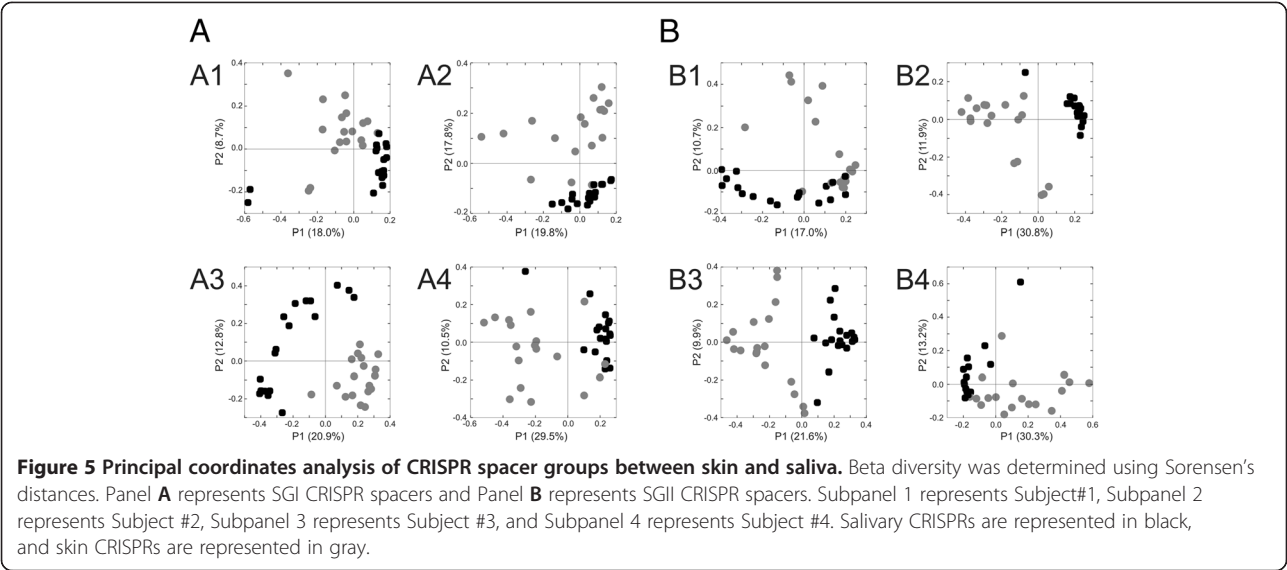 A
B
A1
0.4
0.2
0.0
-0.2
P2 (8.7%)
-0.6
-0.4
-0.2
0.0
0.2
P1 (18.0%)
A2
0.4
0.2
0.0
-0.2
P2 (17.8%)
-0.6
-0.4
-0.2
0.0
0.2
P1 (19.8%)
B1
0.4
0.2
0.0
-0.2
P2 (10.7%)
-0.4
-0.2
0.0
0.2
0.4
P1 (17.0%)
B2
0.4
0.2
0.0
-0.2
-0.4
P2 (11.9%)
-0.4
-0.2
0.0
0.2
P1 (30.8%)
A3
0.4
0.2
0.0
-0.2
P2 (12.8%)
-0.4
-0.2
0.0
0.2
0.4
P1 (20.9%)
A4
0.4
0.2
0.0
-0.2
-0.4
P2 (10.5%)
-0.6
-0.4
-0.2
0.0
0.2
P1 (29.5%)
B3
0.4
0.2
0.0
-0.2
-0.4
P2 (9.9%)
-0.4
-0.2
0.0
0.2
0.4
P1 (21.6%)
B4
0.6
0.4
0.2
0.0
-0.2
P2 (13.2%)
-0.2
0.0
0.2
0.4
0.6
P1 (30.3%)
Figure 5 Principal coordinates analysis of CRISPR spacer groups between skin and saliva. Beta diversity was determined using Sorensen's
distances. Panel A represents SGI CRISPR spacers and Panel B represents SGII CRISPR spacers. Subpanel 1 represents Subject#1, Subpanel 2
represents Subject #2, Subpanel 3 represents Subject #3, and Subpanel 4 represents Subject #4. Salivary CRISPRs are represented in black,
and skin CRISPRs are represented in gray.